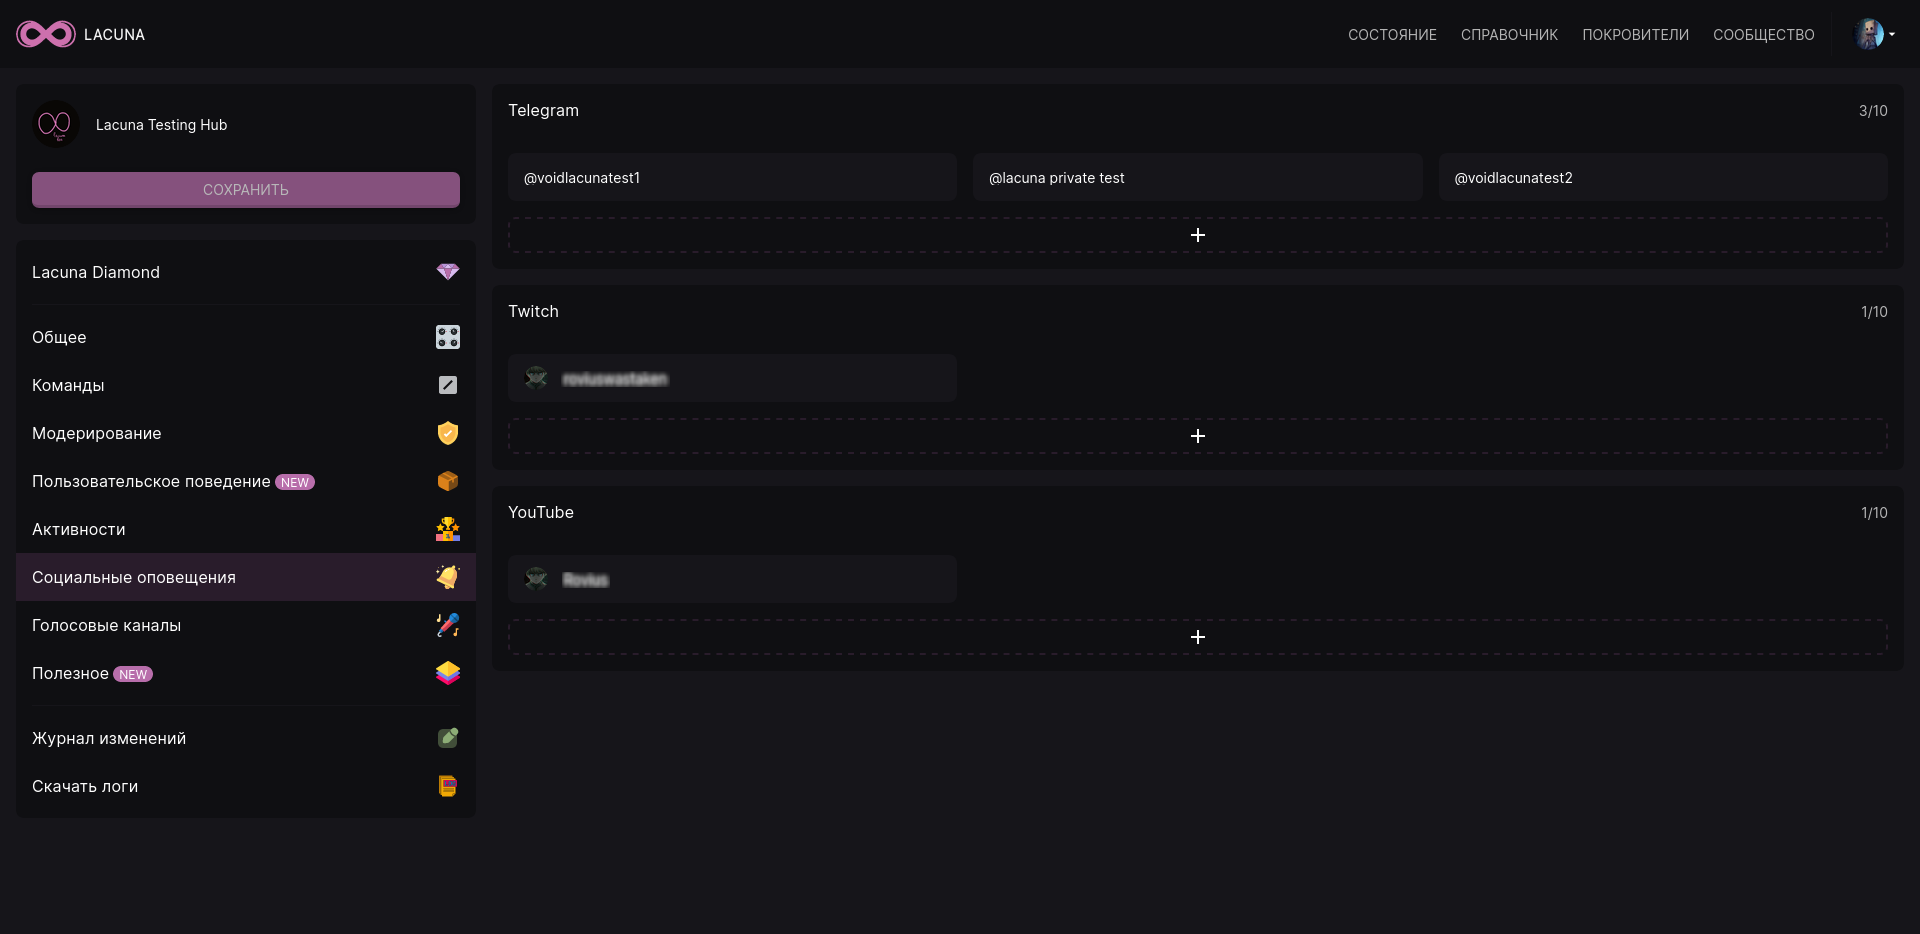 LACUNA
СОСТОЯНИЕ СПРАВОЧНИК ПОКРОВИТЕЛИ СООБЩЕСТВО
Lacuna Testing Hub
СОХРАНИТЬ
Lacuna Diamond
Общее
Команды
Модерирование
Пользовательское поведение NEW
Активности
Социальные оповещения
Голосовые каналы
Полезное NEW
Журнал изменений
Скачать логи
Telegram 3/10
@voidlacunatest1 @lacuna private test @voidlacunatest2
+
Twitch 1/10
+
YouTube 1/10
+